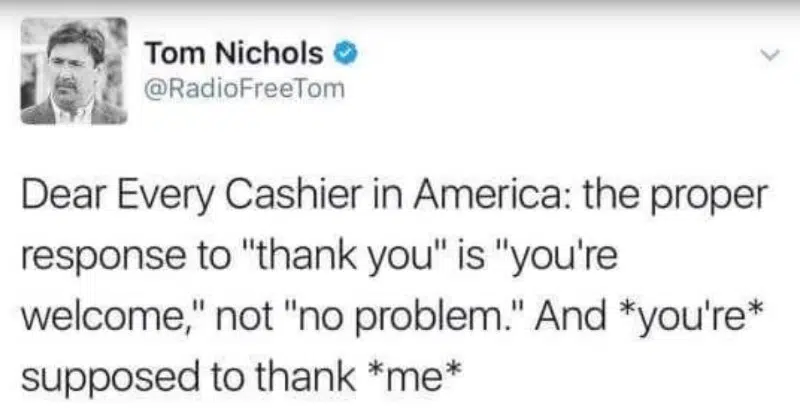 Tom Nichols
@RadioFreeTom
Dear Every Cashier in America: the proper
response to "thank you" is "you're
welcome," not "no problem." And *you're*
supposed to thank *me*